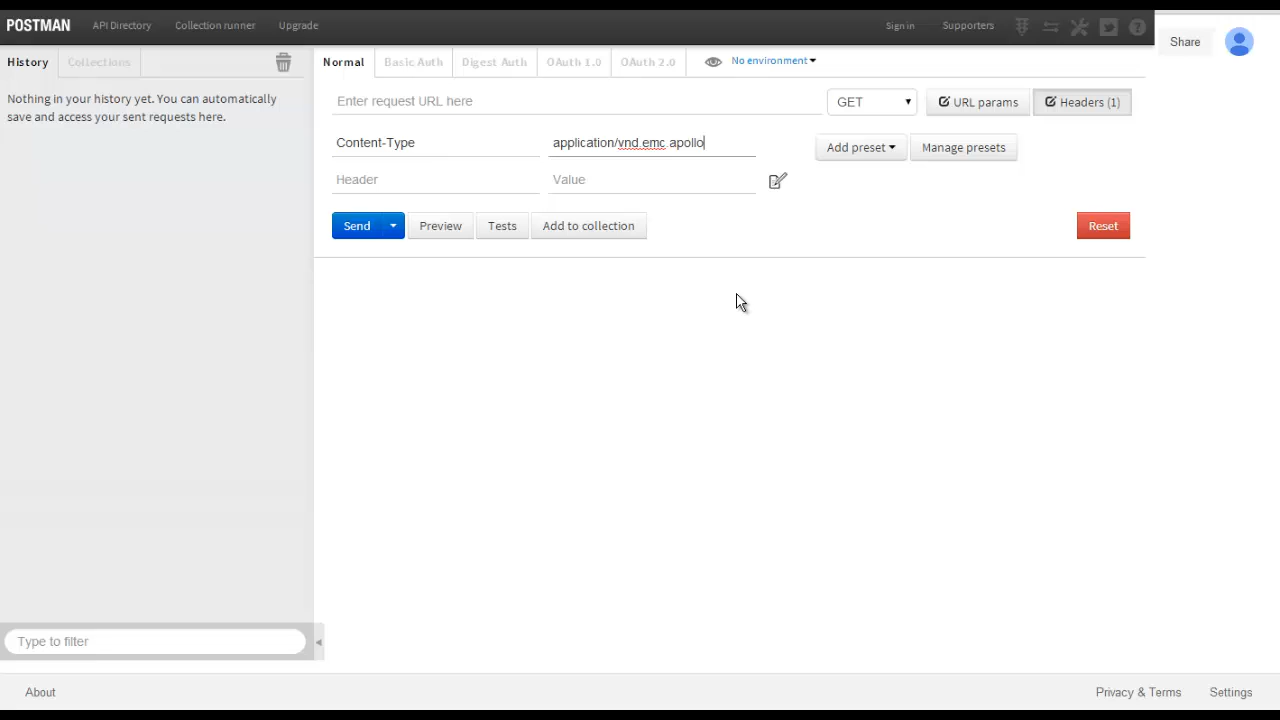 POSTMAN API Directory Collection runner Upgrade Sign in Supporters
Share
History Collections
Normal Basic Auth Digest Auth OAuth 1.0 OAuth 2.0 No environment
Nothing in your history yet. You can automatically
save and access your sent requests here.
Enter request URL here GET URL params Headers (1)
Content-Type application/vnd.emc.apollo Add preset Manage presets
Header Value
Send Preview Tests Add to collection Reset
Type to filter
About Privacy & Terms Settings